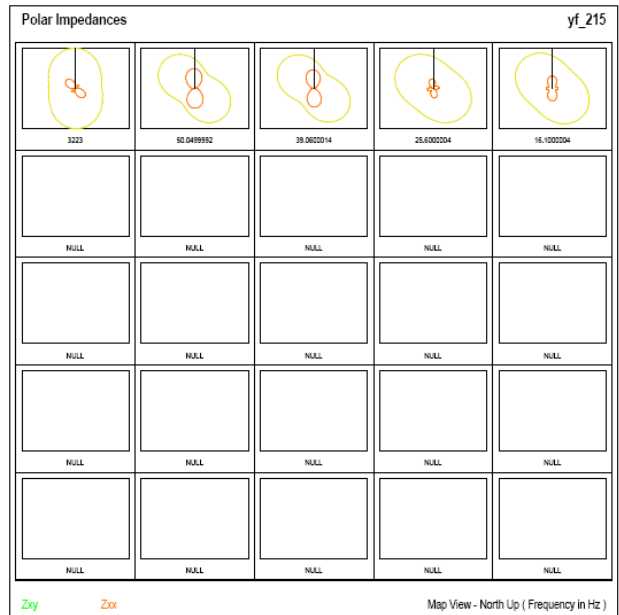 Polar Impedances yf_215
3223 50.0499992 39.0600014 25.6000004 16.1000004
NULL NULL NULL NULL NULL
NULL NULL NULL NULL NULL
NULL NULL NULL NULL NULL
NULL NULL NULL NULL NULL
Zxy Zxx Map View - North Up ( Frequency in Hz )